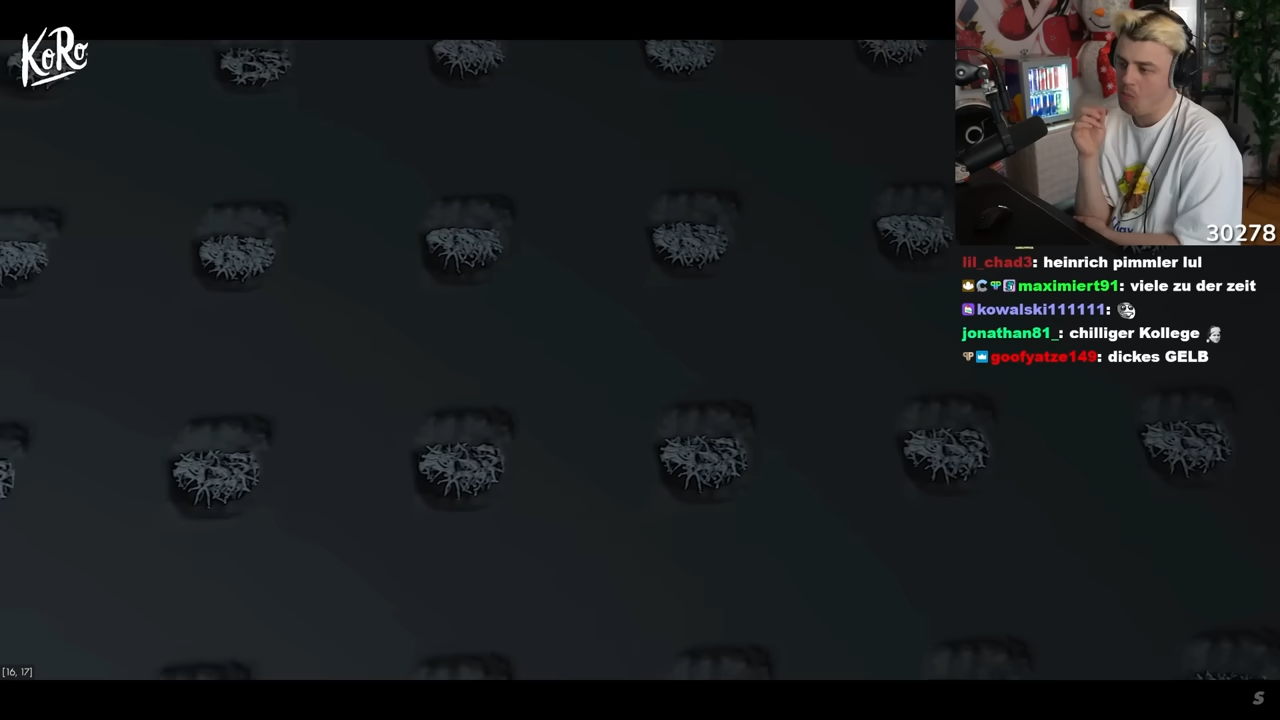 KoRo
30278
lil_chad3: heinrich pimmler lul
maximiert91: viele zu der zeit
kowalski111111:
jonathan81_: chilliger Kollege
goofyatze149: dickes GELB
[16, 17]
S